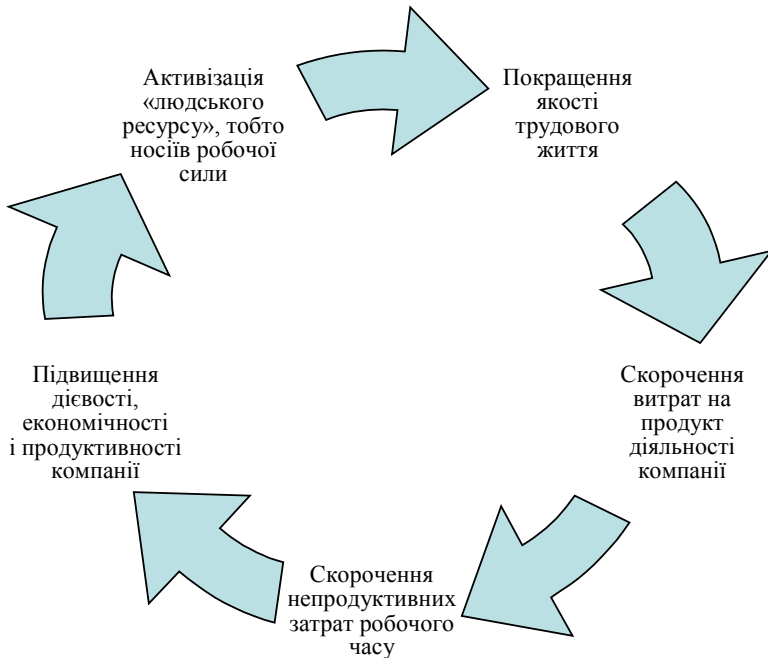 Активізація
«людського
ресурсу», тобто
носіїв робочої
сили
Покращення
якості
трудового
життя
Скорочення
витрат на
продукт
діяльності
компанії
Скорочення
непродуктивних
затрат робочого
часу
Підвищення
дієвості,
економічності
і продуктивності
компанії